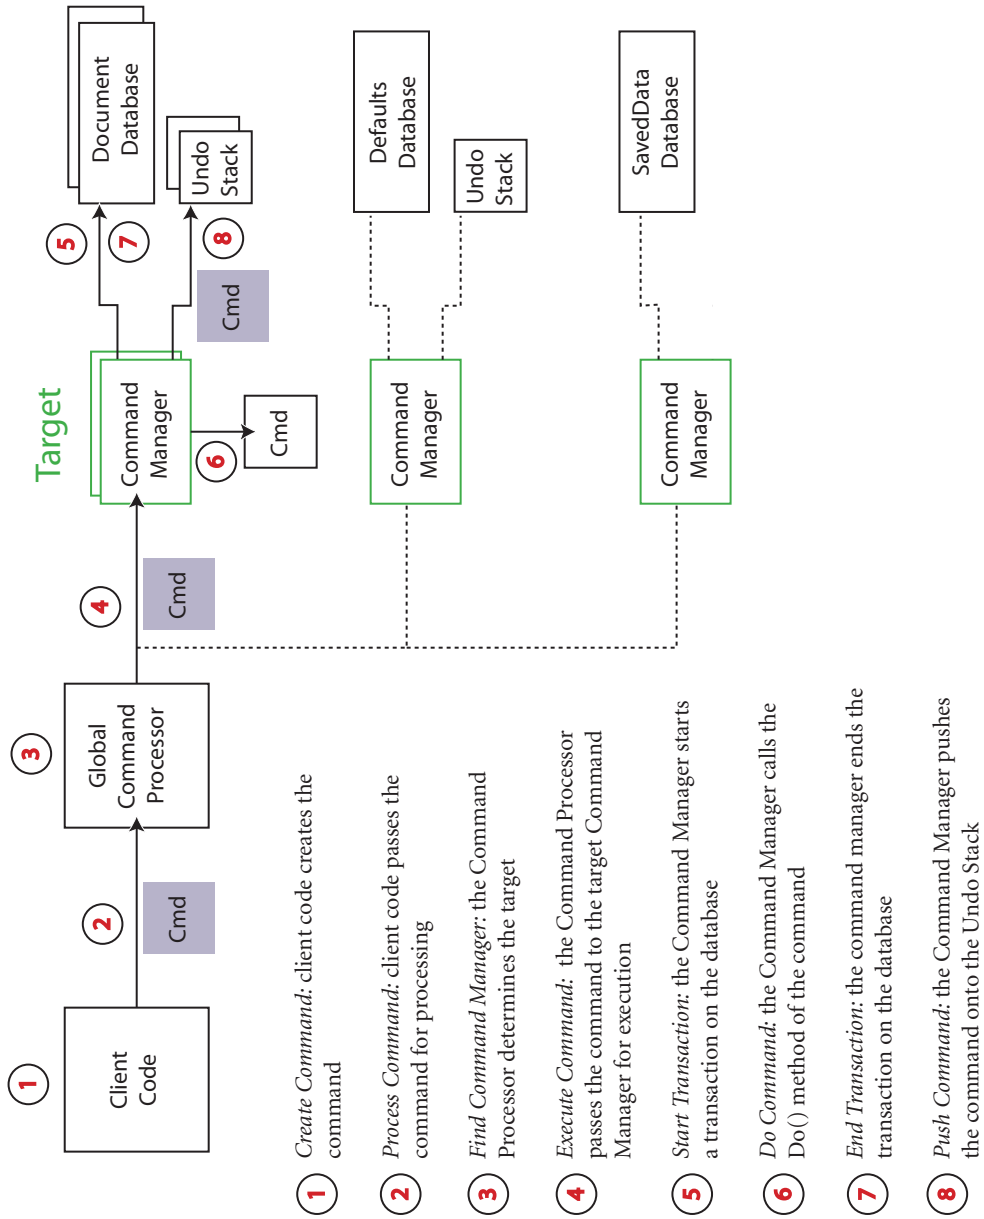 1
Client
Code
2
Cmd
3
Global
Command
Processor
4
Cmd
Target
Command
Manager
6
Cmd
5
7
8
Cmd
Document
Database
Undo
Stack
Command
Manager
Defaults
Database
Undo
Stack
Command
Manager
SavedData
Database
1 Create Command: client code creates the
command
2 Process Command: client code passes the
command for processing
3 Find Command Manager: the Command
Processor determines the target
4 Execute Command: the Command Processor
passes the command to the target Command
Manager for execution
5 Start Transaction: the Command Manager starts
a transaction on the database
6 Do Command: the Command Manager calls the
Do() method of the command
7 End Transaction: the command manager ends the
transaction on the database
8 Push Command: the Command Manager pushes
the command onto the Undo Stack